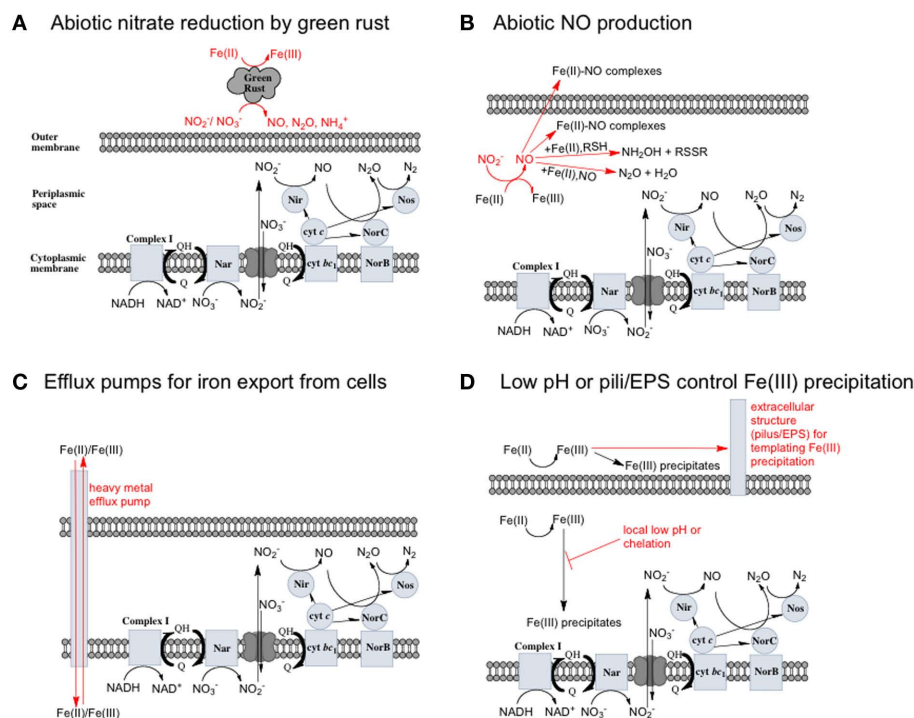 A Abiotic nitrate reduction by green rust
Fe(II) Fe(III)
Green
Rust
NO₂⁻/ NO₃⁻ NO, N₂O, NH₄⁺
Outer
membrane
NO₂⁻ NO N₂O N₂
Periplasmic
space
Nir Nos
NO₃⁻
cyt c NorC
Complex I
QH QH
Cytoplasmic
membrane
Nar cyt bc₁ NorB
Q Q
NADH NAD⁺ NO₃⁻ NO₂⁻
B Abiotic NO production
Fe(II)-NO complexes
Fe(II)-NO complexes
+Fe(II),RSH
NO₂⁻ NO NH₂OH + RSSR
+Fe(II),NO N₂O + H₂O
Fe(II) Fe(III)
NO₂⁻ NO N₂O N₂
Nir Nos
NO₃⁻ cyt c NorC
Complex I
QH QH
Nar cyt bc₁ NorB
Q Q
NADH NAD⁺ NO₃⁻ NO₂⁻
C Efflux pumps for iron export from cells
Fe(II)/Fe(III)
heavy metal
efflux pump
NO₂⁻ NO N₂O N₂
Nir Nos
NO₃⁻
cyt c NorC
Complex I
QH QH
Nar cyt bc₁ NorB
Q Q
NADH NAD⁺ NO₃⁻ NO₂⁻
Fe(II)/Fe(III)
D Low pH or pili/EPS control Fe(III) precipitation
extracellular
structure
(pilus/EPS) for
templating Fe(III)
precipitation
Fe(II) Fe(III)
Fe(III) precipitates
Fe(II) Fe(III)
local low pH or
chelation
NO₂⁻ NO N₂O N₂
Nir Nos
Fe(III) precipitates NO₃⁻ cyt c NorC
Complex I
QH QH
Nar cyt bc₁ NorB
Q Q
NADH NAD⁺ NO₃⁻ NO₂⁻